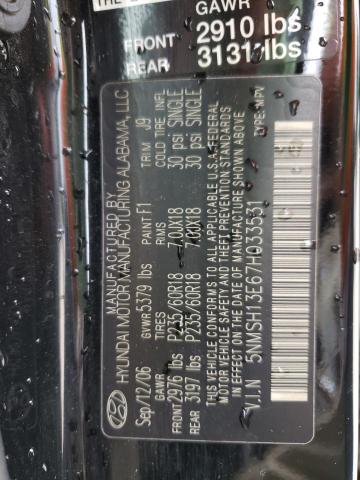 GAWR
FRONT 2910 lbs
REAR 3131 lbs
MANUFACTURED BY
HYUNDAI MOTOR MANUFACTURING ALABAMA, LLC
Sep/12/06 GVWR 5379 lbs PAINT F1 TRIM J9
GAWR TIRES RIMS COLD TIRE INFL
FRONT 2976 lbs P235/60R18 7.0JX18 30 psi SINGLE
REAR 3197 lbs P235/60R18 7.0JX18 30 psi SINGLE
THIS VEHICLE CONFORMS TO ALL APPLICABLE U.S.A FEDERAL
MOTOR VEHICLE SAFETY AND THEFT PREVENTION STANDARDS
IN EFFECT ON THE DATE OF MANUFACTURE SHOWN ABOVE
V.I.N 5NMSH13E67H033531 TYPE: MPV